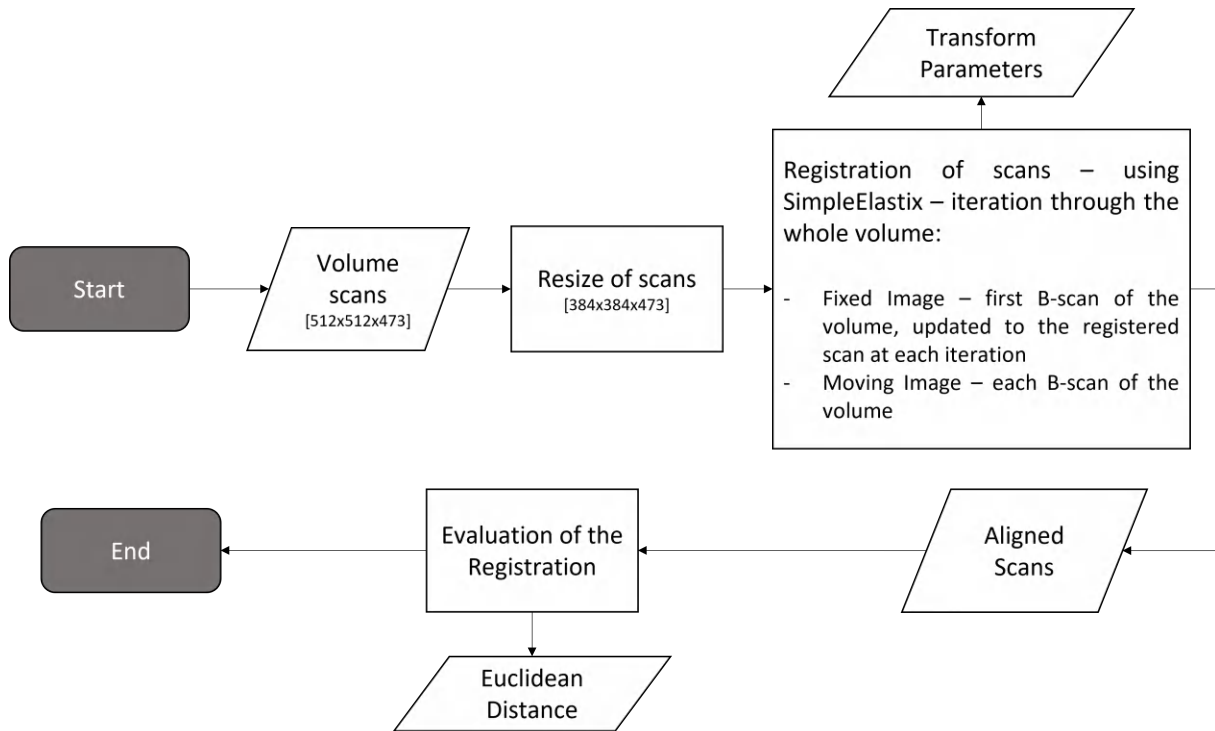 Transform
Parameters
Start
Volume
scans
[512x512x473]
Resize of scans
[384x384x473]
Registration of scans – using
SimpleElastix – iteration through the
whole volume:
- Fixed Image – first B-scan of the
volume, updated to the registered
scan at each iteration
- Moving Image – each B-scan of the
volume
End
Evaluation of the
Registration
Aligned
Scans
Euclidean
Distance